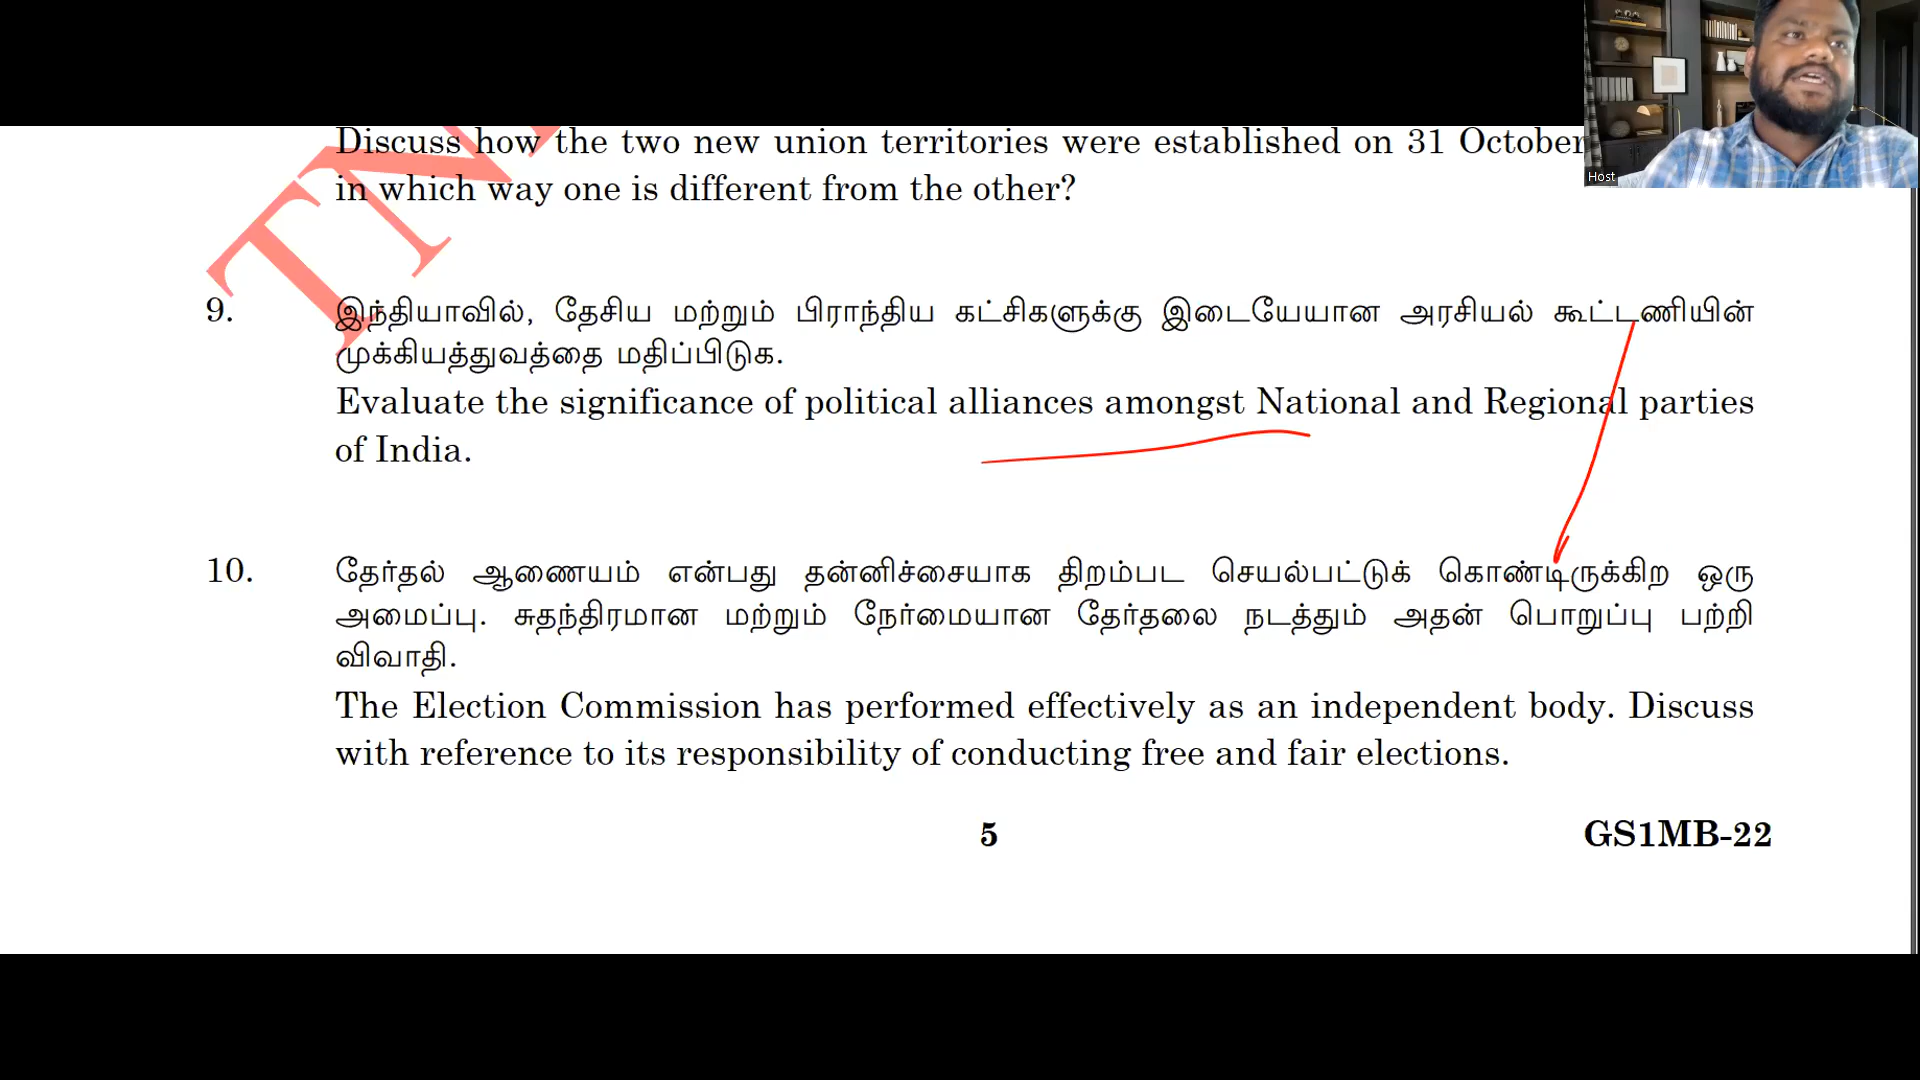 Discuss how the two new union territories were established on 31 October
in which way one is different from the other?
Host
TN
9. இந்தியாவில், தேசிய மற்றும் பிராந்திய கட்சிகளுக்கு இடையேயான அரசியல் கூட்டணியின்
முக்கியத்துவத்தை மதிப்பிடுக.
Evaluate the significance of political alliances amongst National and Regional parties
of India.
10. தேர்தல் ஆணையம் என்பது தன்னிச்சையாக திறம்பட செயல்பட்டுக் கொண்டிருக்கிற ஒரு
அமைப்பு. சுதந்திரமான மற்றும் நேர்மையான தேர்தலை நடத்தும் அதன் பொறுப்பு பற்றி
விவாதி.
The Election Commission has performed effectively as an independent body. Discuss
with reference to its responsibility of conducting free and fair elections.
5 GS1MB-22